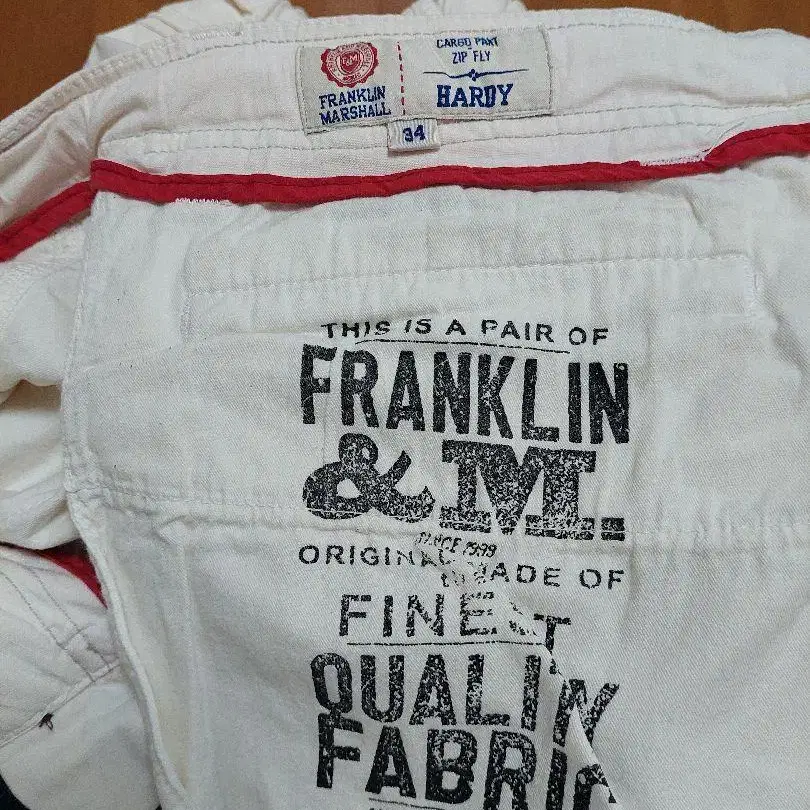 F&M
FRANKLIN
MARSHALL
CARGO PANT
ZIP FLY
HARDY
34
THIS IS A PAIR OF
FRANKLIN
& M.
SINCE 1999
ORIGINAL MADE OF
FINEST
QUALITY
FABRIC